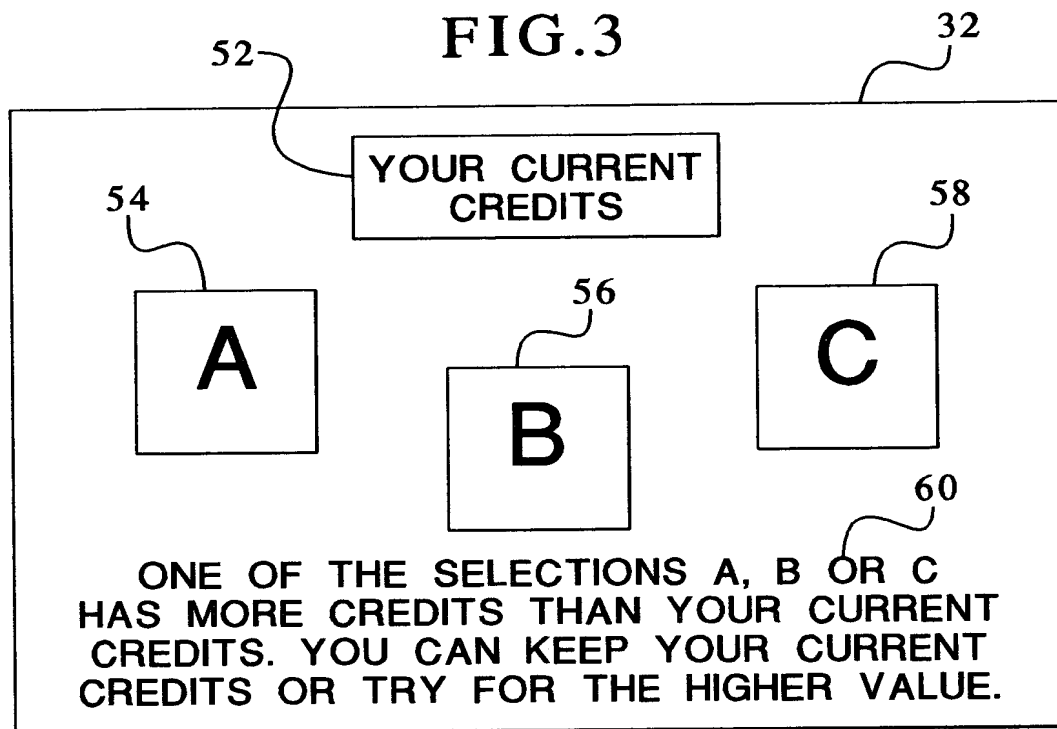 FIG.3
52
32
YOUR CURRENT
CREDITS
54
58
56
A
B
C
60
ONE OF THE SELECTIONS A, B OR C
HAS MORE CREDITS THAN YOUR CURRENT
CREDITS. YOU CAN KEEP YOUR CURRENT
CREDITS OR TRY FOR THE HIGHER VALUE.